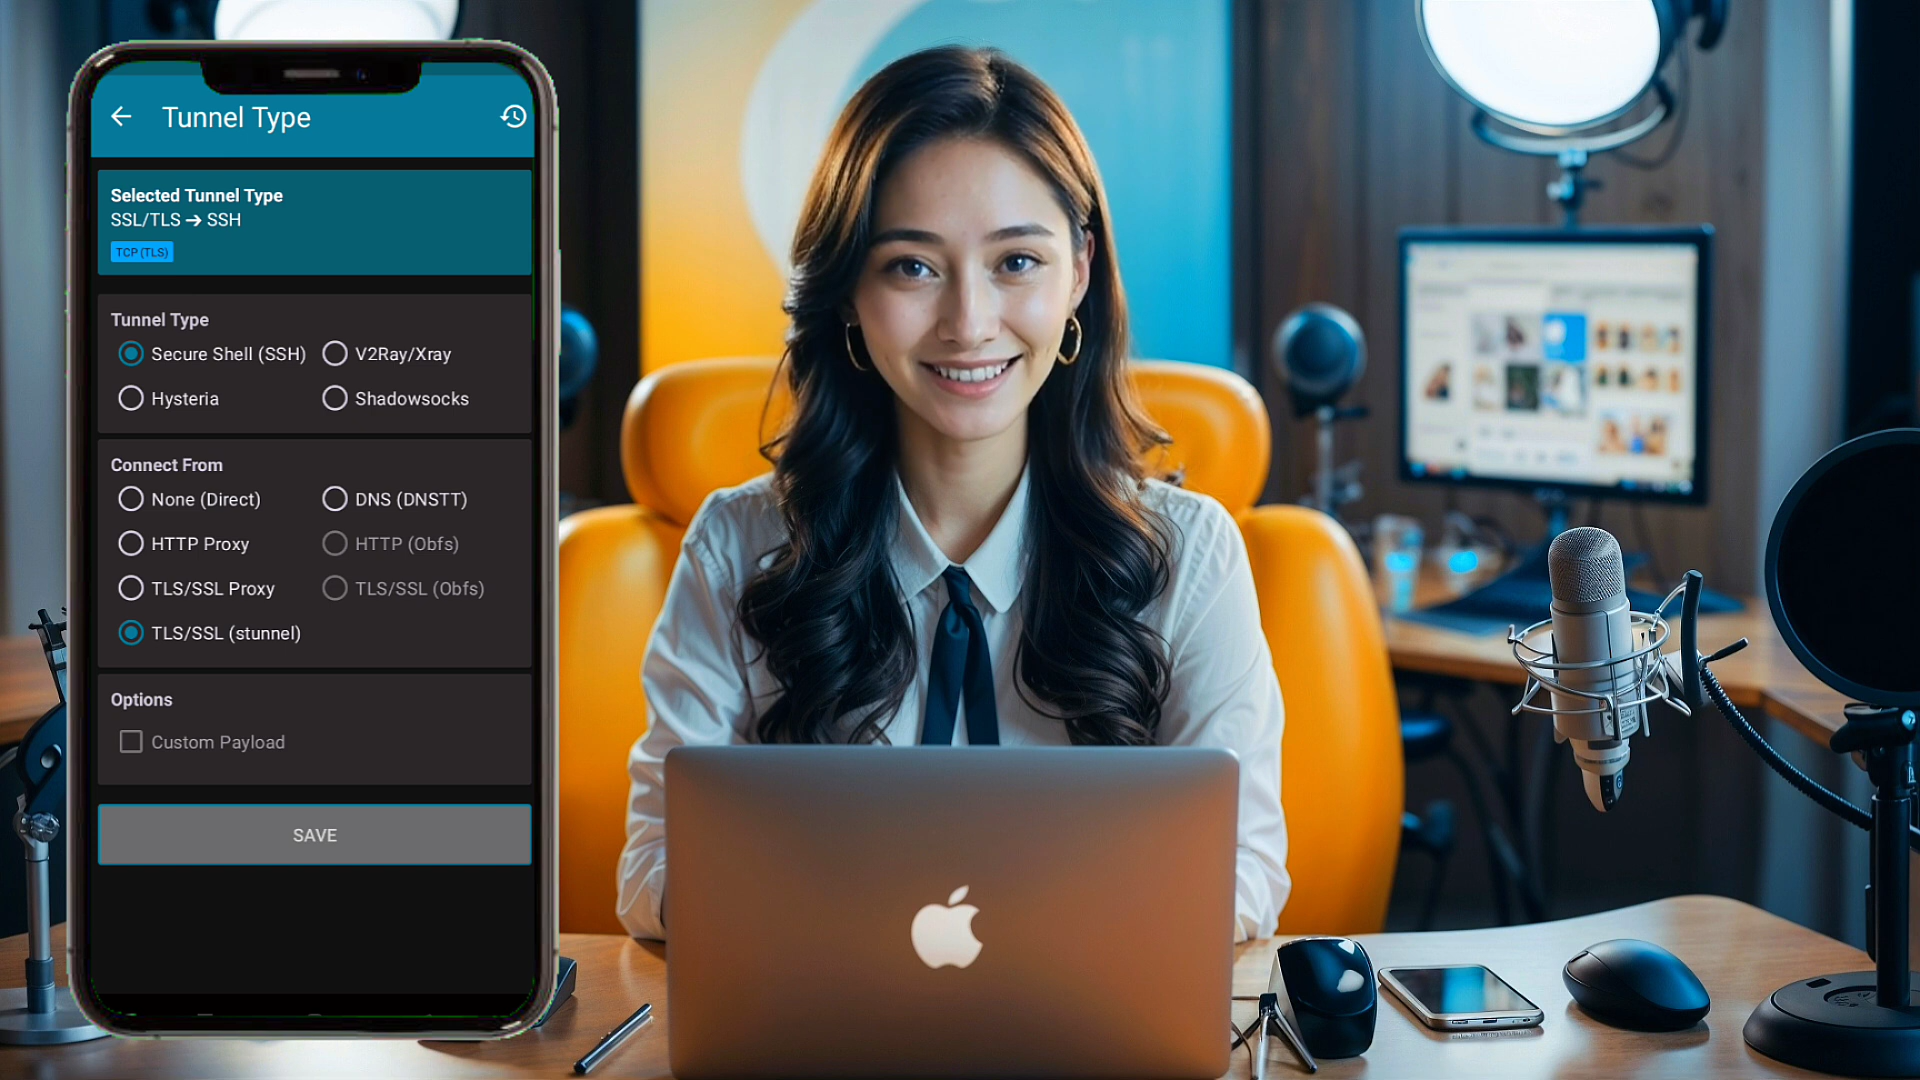 Tunnel Type
Selected Tunnel Type
SSL/TLS → SSH
TCP (TLS)
Tunnel Type
Secure Shell (SSH) V2Ray/Xray
Hysteria Shadowsocks
Connect From
None (Direct) DNS (DNSTT)
HTTP Proxy HTTP (Obfs)
TLS/SSL Proxy TLS/SSL (Obfs)
TLS/SSL (stunnel)
Options
Custom Payload
SAVE